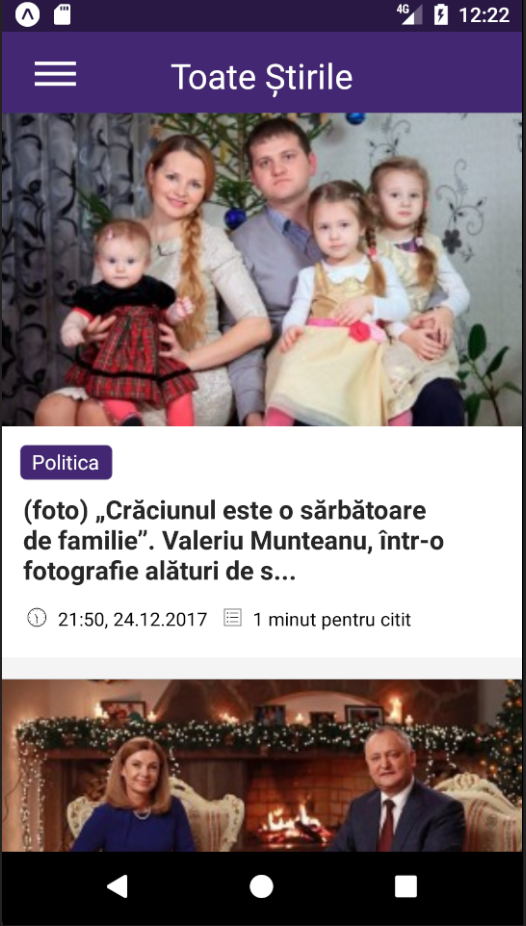 4G 12:22
Toate Știrile
Politica
(foto) „Crăciunul este o sărbătoare
de familie”. Valeriu Munteanu, într-o
fotografie alături de s...
21:50, 24.12.2017 1 minut pentru citit